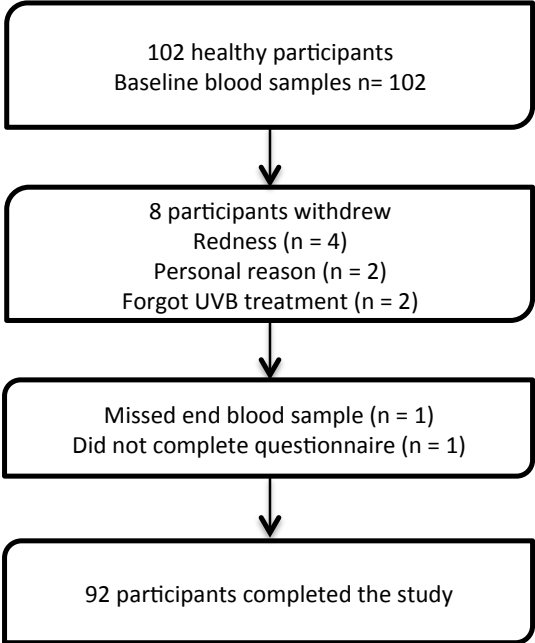 102 healthy participants
Baseline blood samples n= 102
8 participants withdrew
Redness (n = 4)
Personal reason (n = 2)
Forgot UVB treatment (n = 2)
Missed end blood sample (n = 1)
Did not complete questionnaire (n = 1)
92 participants completed the study